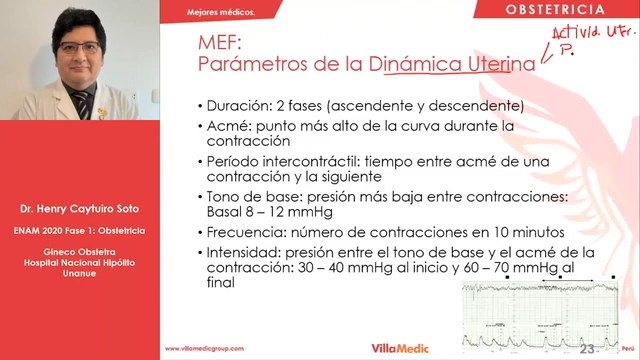 Mejores médicos.
OBSTETRICIA
MEF:
Parámetros de la Dinámica Uterina
Activid. Utr.
P.
• Duración: 2 fases (ascendente y descendente)
• Acmé: punto más alto de la curva durante la
contracción
• Período intercontráctil: tiempo entre acmé de una
contracción y la siguiente
• Tono de base: presión más baja entre contracciones:
Basal 8 – 12 mmHg
• Frecuencia: número de contracciones en 10 minutos
• Intensidad: presión entre el tono de base y el acmé de la
contracción: 30 – 40 mmHg al inicio y 60 – 70 mmHg al
final
Dr. Henry Caytuiro Soto
ENAM 2020 Fase 1: Obstetricia
Gineco Obstetra
Hospital Nacional Hipólito
Unanue
www.villamedicgroup.com
VillaMedic
23
Perú